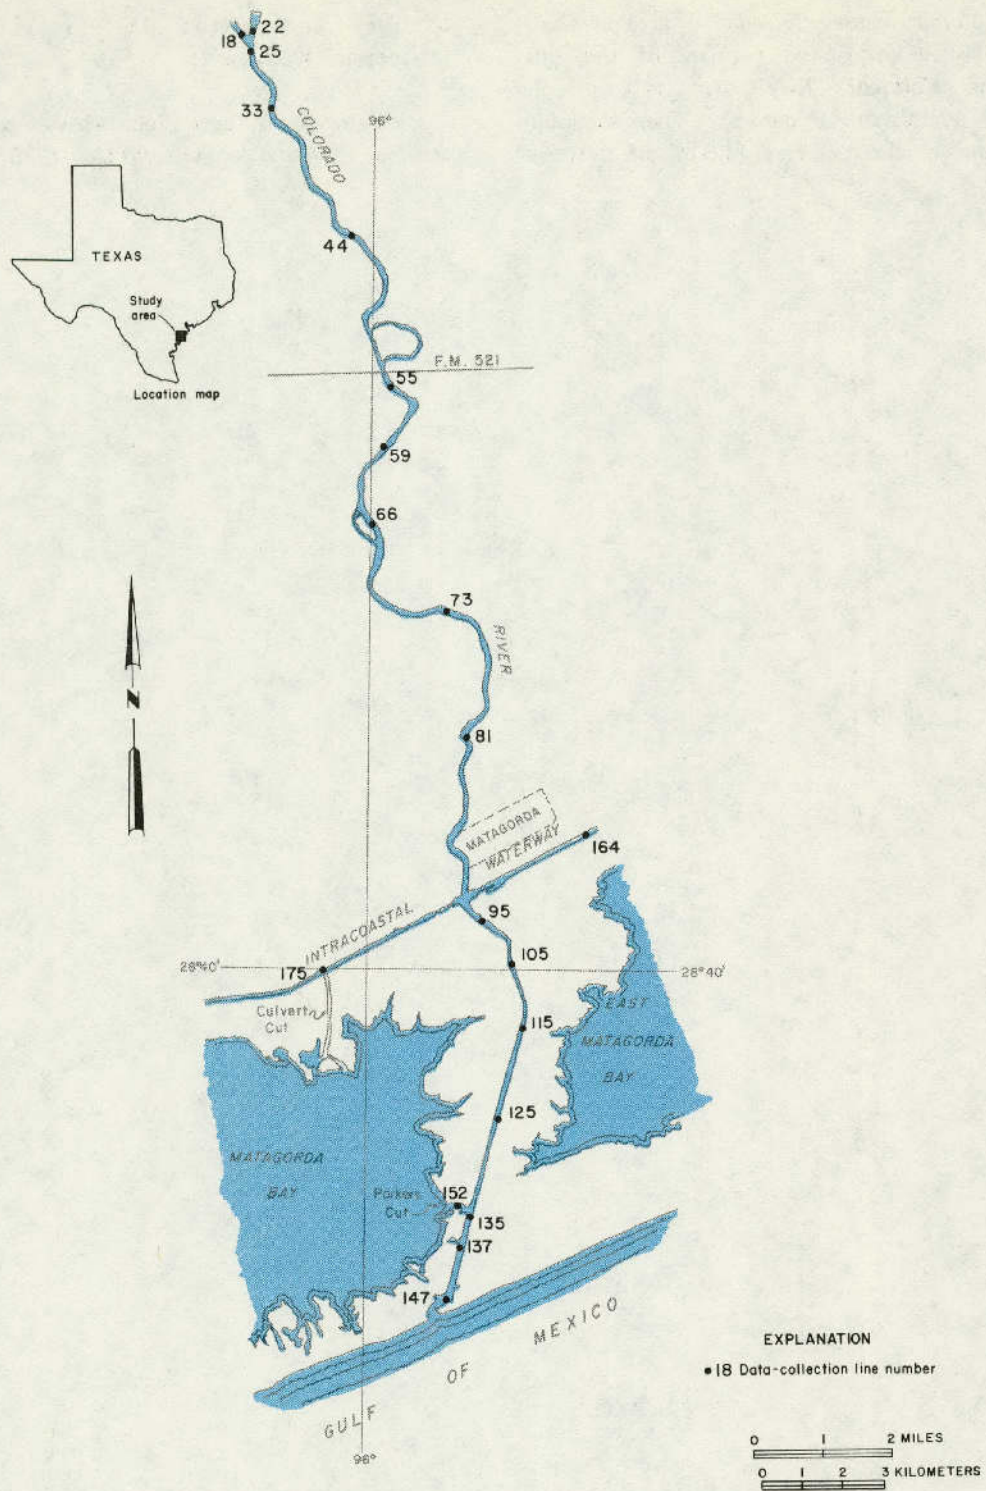 18
22
25
33
COLORADO
96°
44
TEXAS
Study
area
Location map
F.M. 521
55
59
66
73
RIVER
N
81
MATAGORDA
WATERWAY
164
INTRACOASTAL
95
105
28°40'
175
28°40'
Culvert
Cut
115
EAST
MATAGORDA
BAY
125
MATAGORDA
BAY
Parkers
Cut
152
135
137
147
GULF OF MEXICO
96°
EXPLANATION
•18 Data-collection line number
0 1 2 MILES
0 1 2 3 KILOMETERS